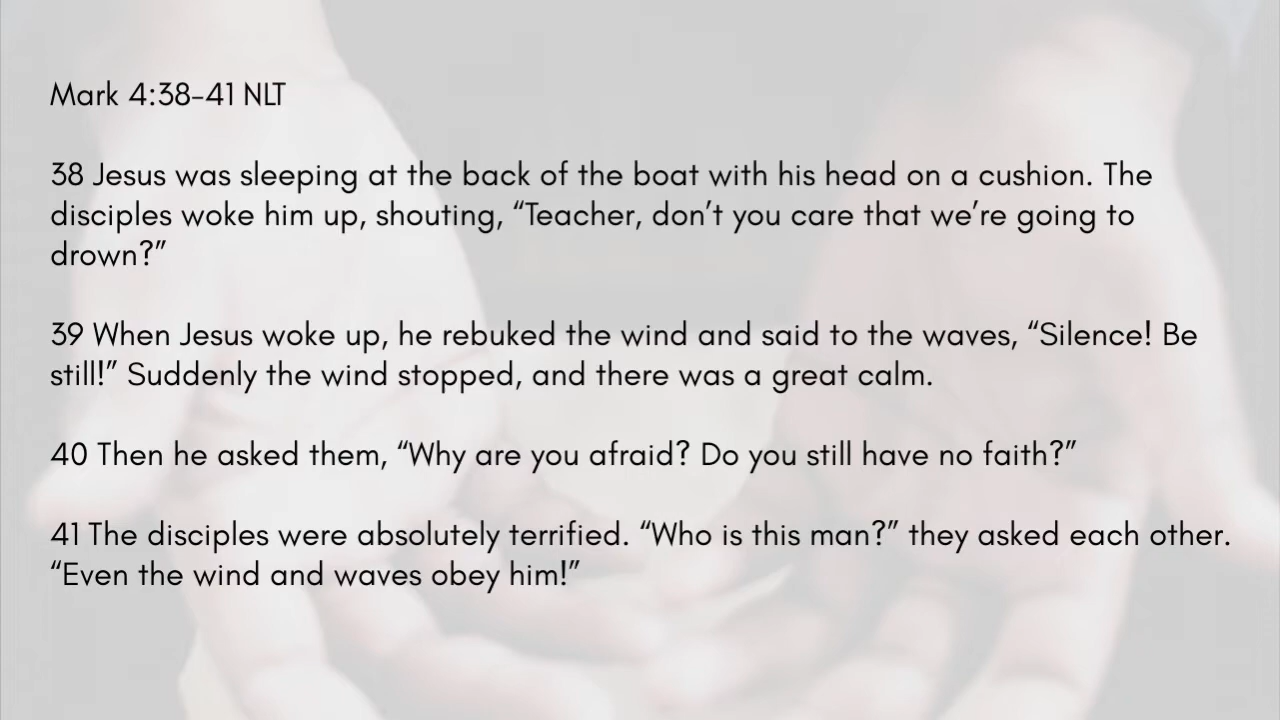 Mark 4:38-41 NLT
38 Jesus was sleeping at the back of the boat with his head on a cushion. The
disciples woke him up, shouting, “Teacher, don’t you care that we’re going to
drown?”
39 When Jesus woke up, he rebuked the wind and said to the waves, “Silence! Be
still!” Suddenly the wind stopped, and there was a great calm.
40 Then he asked them, “Why are you afraid? Do you still have no faith?”
41 The disciples were absolutely terrified. “Who is this man?” they asked each other.
“Even the wind and waves obey him!”